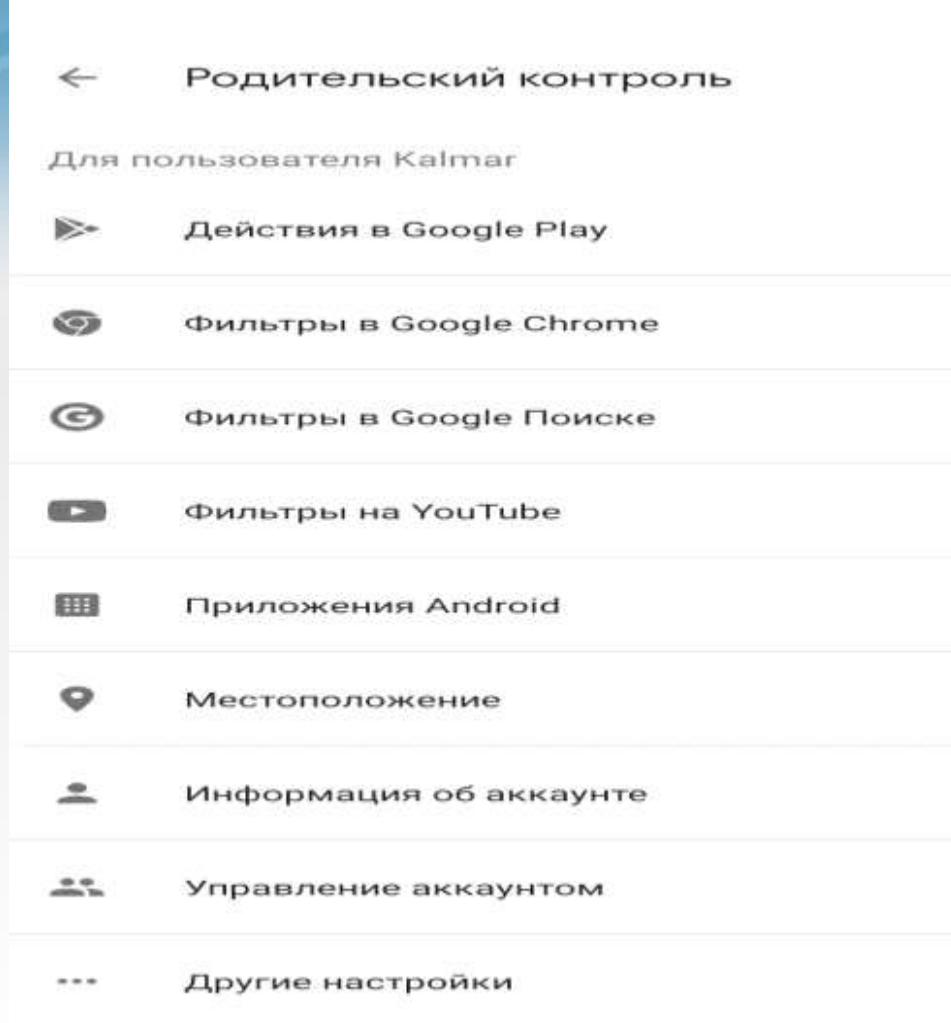 Родительский контроль
Для пользователя Kalmar
Действия в Google Play
Фильтры в Google Chrome
Фильтры в Google Поиске
Фильтры на YouTube
Приложения Android
Местоположение
Информация об аккаунте
Управление аккаунтом
Другие настройки